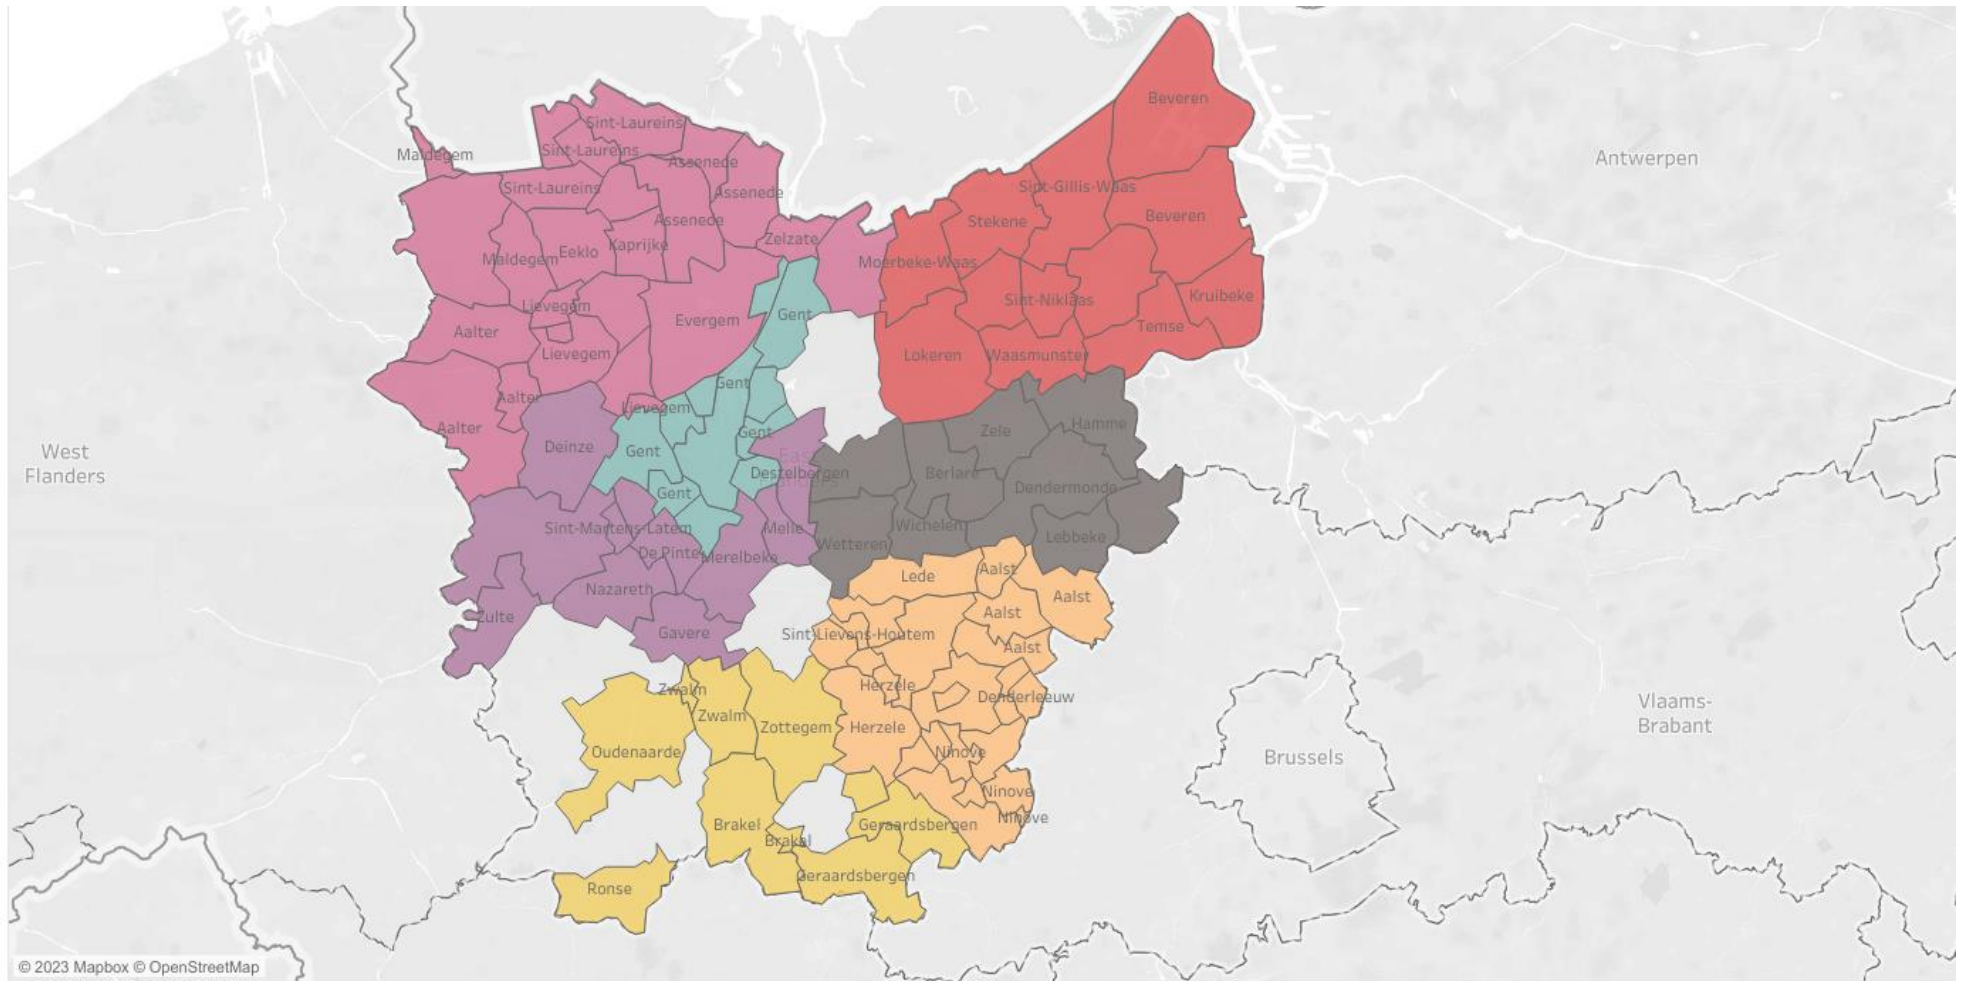 Beveren
Sint-Laureins
Maldegem
Sint-Laureins
Assenede
Antwerpen
Sint-Laureins
Sint-Gillis-Waas
Assenede
Beveren
Assenede
Stekene
Zelzate
Kaprijke
Eeklo
Maldegem
Moerbeke-Waas
Kruibeke
Sint-Niklaas
Lievegem
Gent
Evergem
Temse
Aalter
Lievegem
Lokeren
Waasmunster
Gent
Aalter
Lievegem
Hamme
Aalter
Zele
Gent
Deinze
Gent
West
Flanders
Destelbergen
Berlare
Dendermonde
Gent
Sint-Martens-Latem
Melle
Wichelen
Lebbeke
Wetteren
De Pinte
Merelbeke
Lede
Aalst
Nazareth
Aalst
Aalst
Zulte
Gavere
Sint-Lievens-Houtem
Aalst
Zwalm
Herzele
Denderleeuw
Vlaams-
Brabant
Zwalm
Zottegem
Herzele
Oudenaarde
Ninove
Brussels
Ninove
Ninove
Brakel
Geraardsbergen
Brakel
Geraardsbergen
Ronse
© 2023 Mapbox © OpenStreetMap